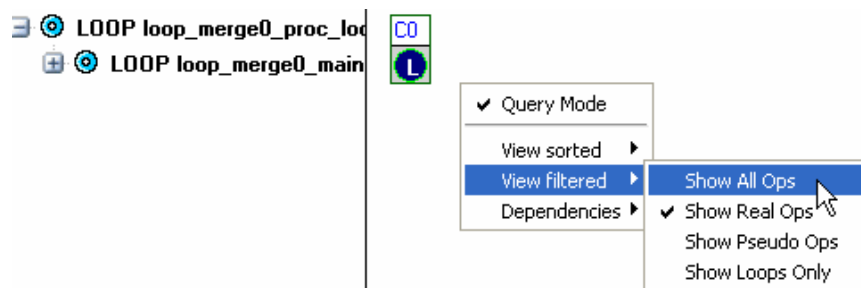 LOOP loop_merge0_proc_loc
C0
LOOP loop_merge0_main
L
Query Mode
View sorted
View filtered
Show All Ops
Dependencies
Show Real Ops
Show Pseudo Ops
Show Loops Only